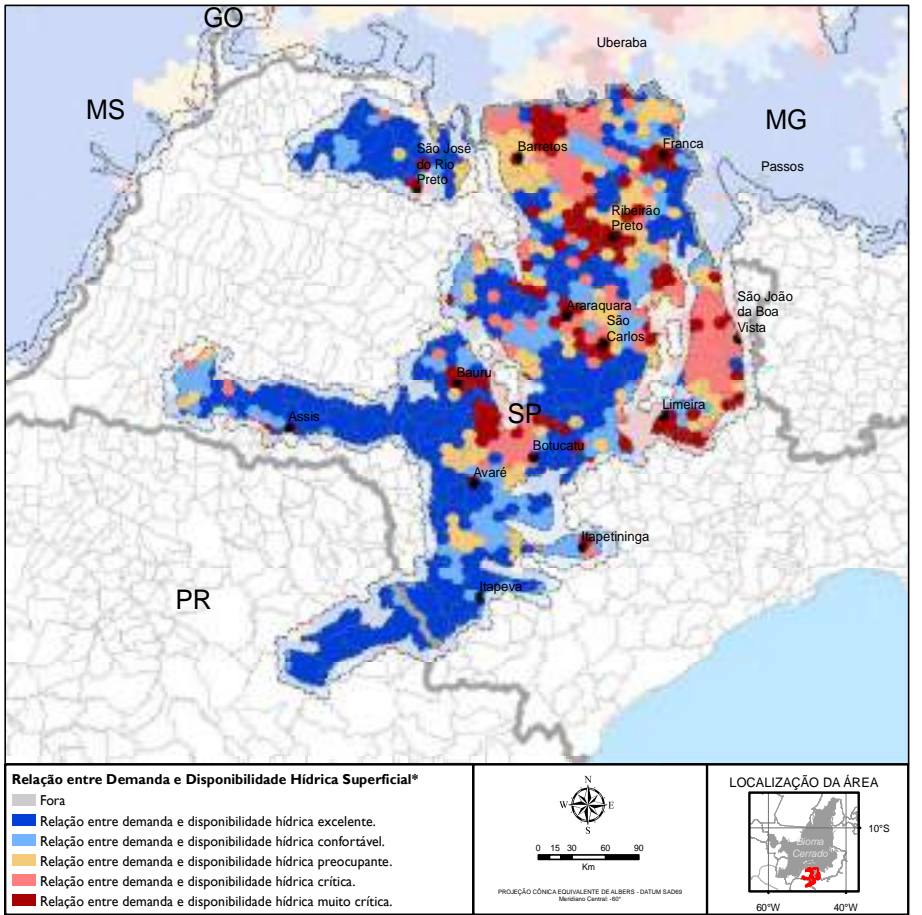 GO
Uberaba
MS
MG
São José
do Rio
Preto
Barretos
Franca
Passos
Ribeirão
Preto
Araraquara
São
Carlos
São João
da Boa
Vista
Bauru
SP
Limeira
Assis
Botucatu
Avaré
Itapetininga
Itapeva
PR
Relação entre Demanda e Disponibilidade Hídrica Superficial*
Fora
Relação entre demanda e disponibilidade hídrica excelente.
Relação entre demanda e disponibilidade hídrica confortável.
Relação entre demanda e disponibilidade hídrica preocupante.
Relação entre demanda e disponibilidade hídrica crítica.
Relação entre demanda e disponibilidade hídrica muito crítica.
N
W E
S
0 15 30 60 90
Km
PROJEÇÃO CÔNICA EQUIVALENTE DE ALBERS - DATUM SAD69
Meridiano Central: -60°
LOCALIZAÇÃO DA ÁREA
Bioma
Cerrado
10°S
60°W 40°W